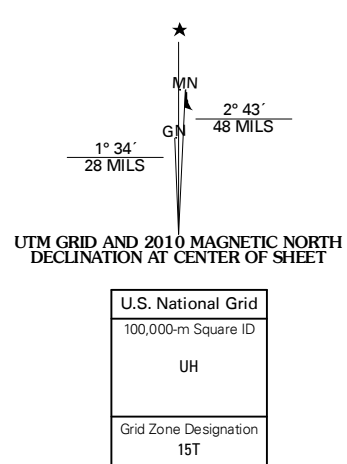 ★
MN
GN
2° 43´
48 MILS
1° 34´
28 MILS
UTM GRID AND 2010 MAGNETIC NORTH
DECLINATION AT CENTER OF SHEET
U.S. National Grid
100,000-m Square ID
UH
Grid Zone Designation
15T